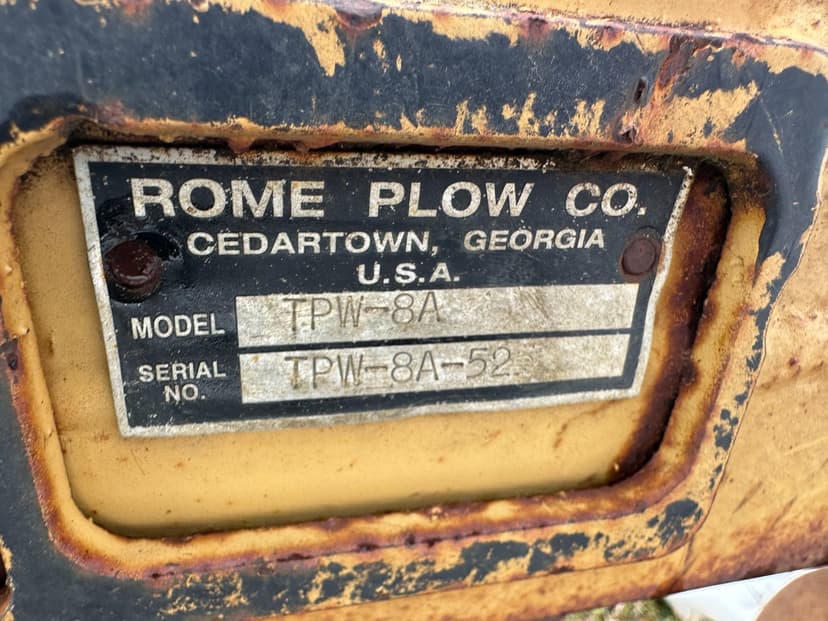 ROME PLOW CO.
CEDARTOWN, GEORGIA
U.S.A.
MODEL TPW-8A
SERIAL NO. TPW-8A-52